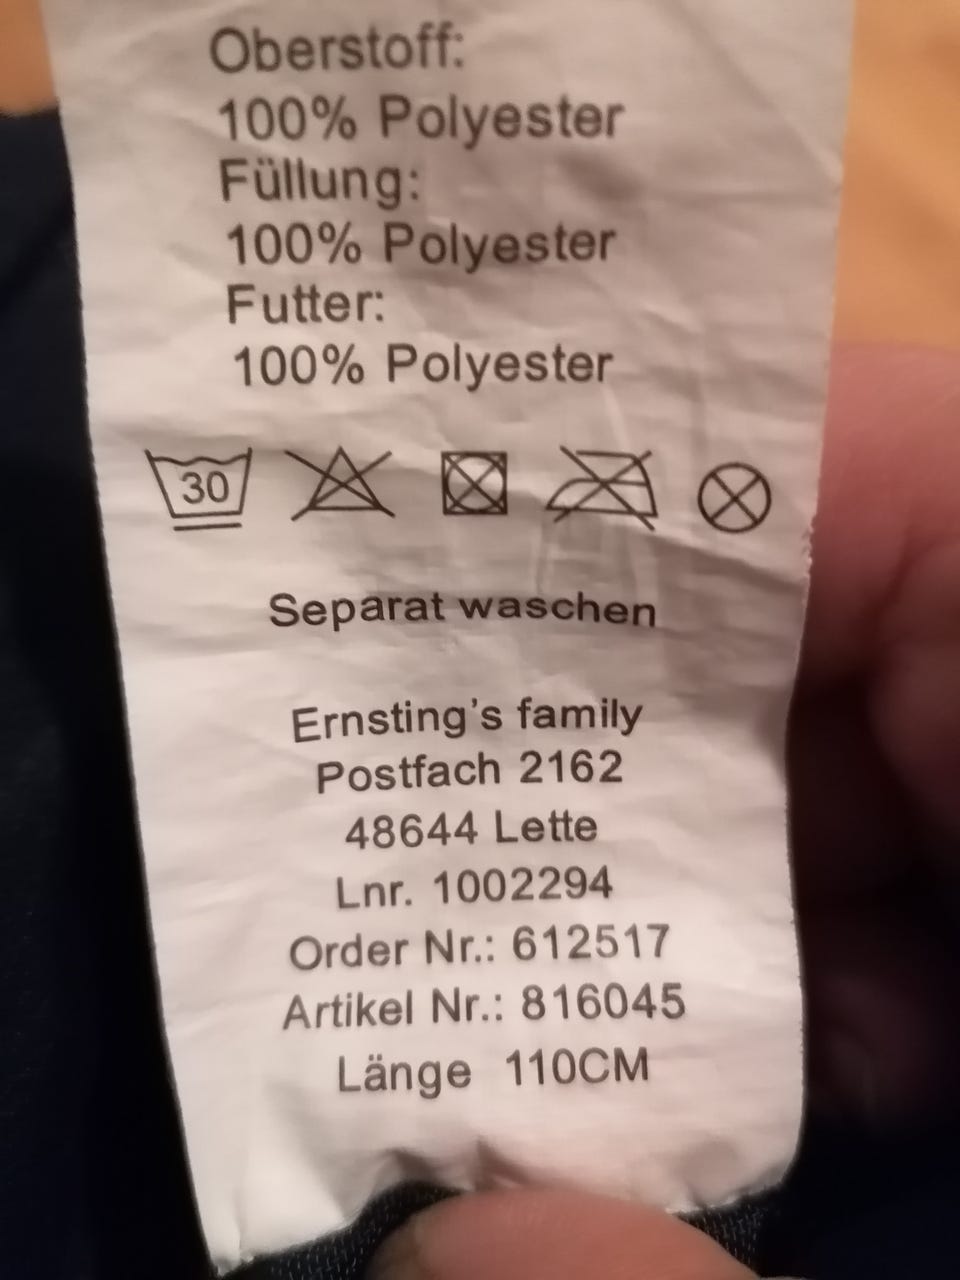 Oberstoff:
100% Polyester
Füllung:
100% Polyester
Futter:
100% Polyester
30
Separat waschen
Ernsting's family
Postfach 2162
48644 Lette
Lnr. 1002294
Order Nr.: 612517
Artikel Nr.: 816045
Länge 110CM